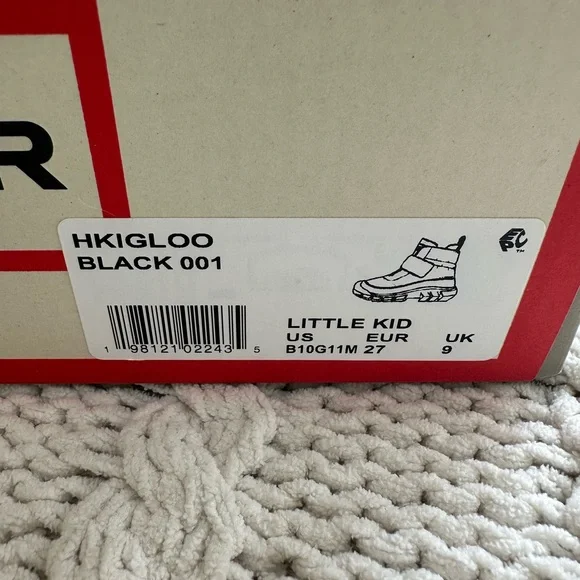 R
HKIGLOO
BLACK 001
LITTLE KID
US EUR UK
B10G11M 27 9
1 98121 02243 5